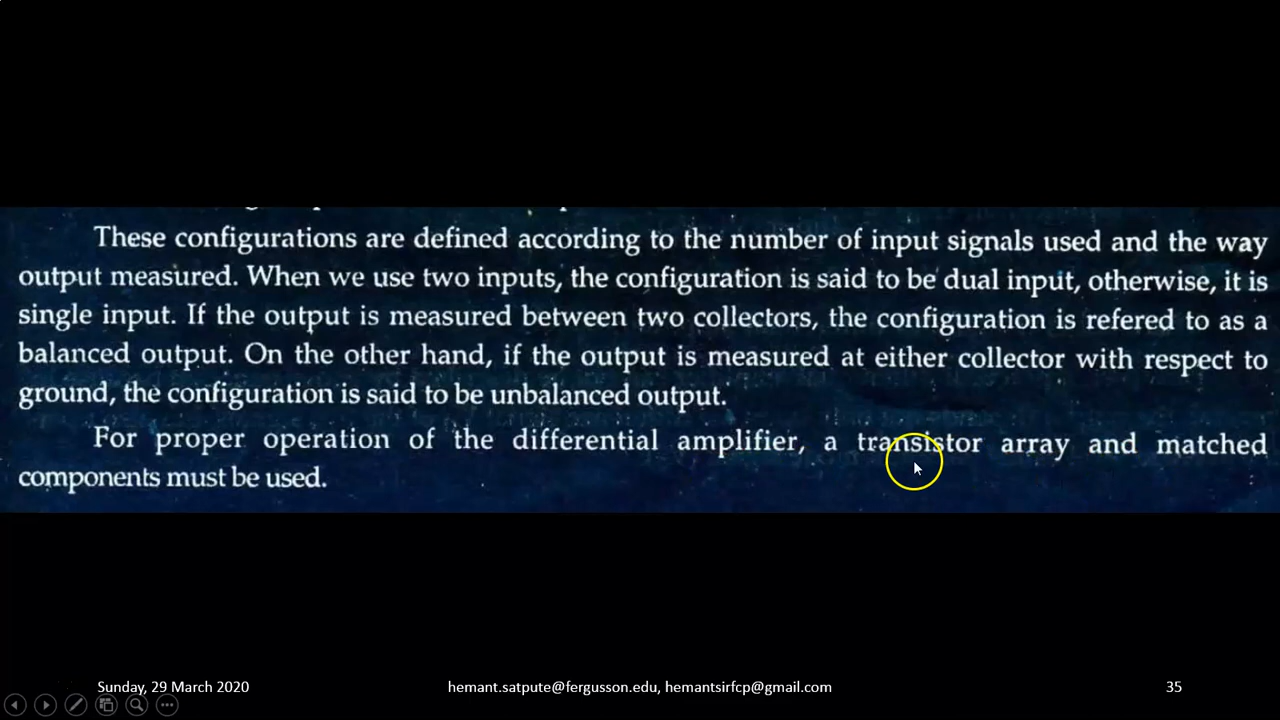 These configurations are defined according to the number of input signals used and the way
output measured. When we use two inputs, the configuration is said to be dual input, otherwise, it is
single input. If the output is measured between two collectors, the configuration is refered to as a
balanced output. On the other hand, if the output is measured at either collector with respect to
ground, the configuration is said to be unbalanced output.
For proper operation of the differential amplifier, a transistor array and matched
components must be used.
Sunday, 29 March 2020
hemant.satpute@fergusson.edu, hemantsirfcp@gmail.com
35